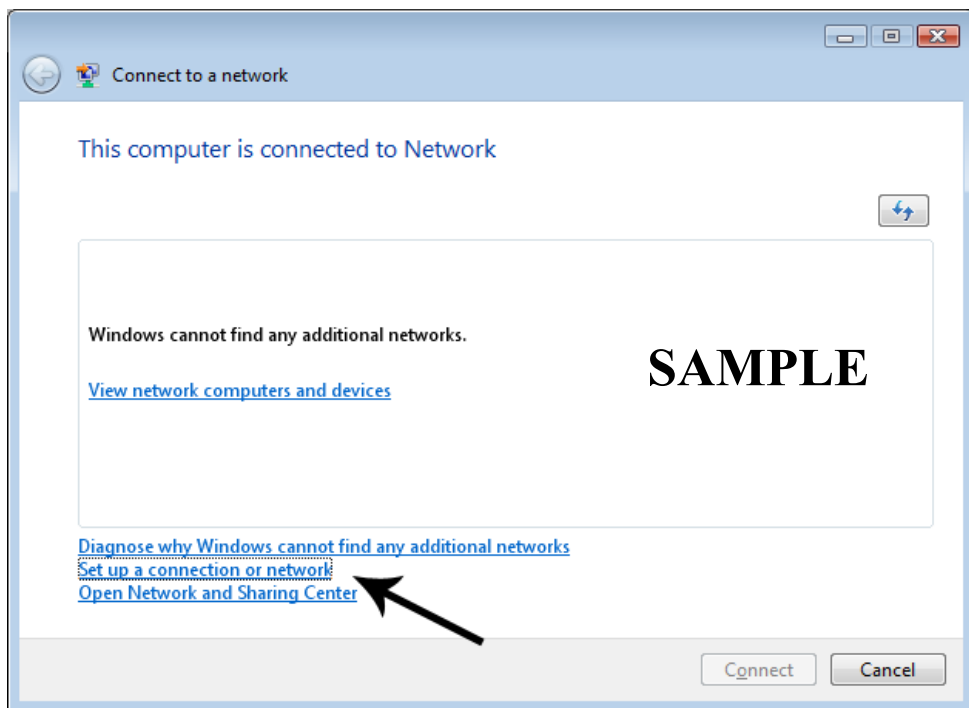 Connect to a network
This computer is connected to Network
Windows cannot find any additional networks.
SAMPLE
View network computers and devices
Diagnose why Windows cannot find any additional networks
Set up a connection or network
Open Network and Sharing Center
Connect Cancel